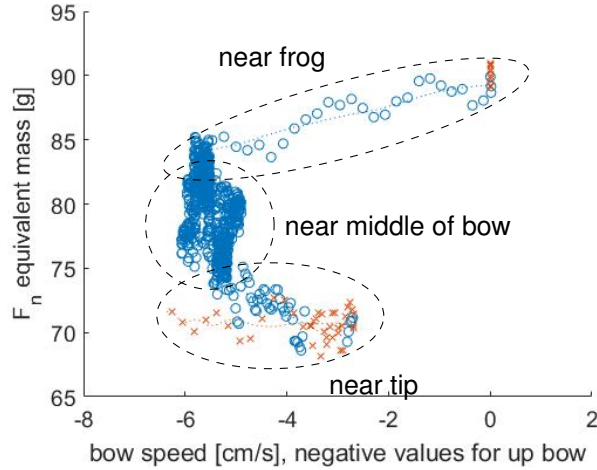 95
90
85
80
75
70
65
F_n equivalent mass [g]
near frog
near middle of bow
near tip
-8 -6 -4 -2 0 2
bow speed [cm/s], negative values for up bow